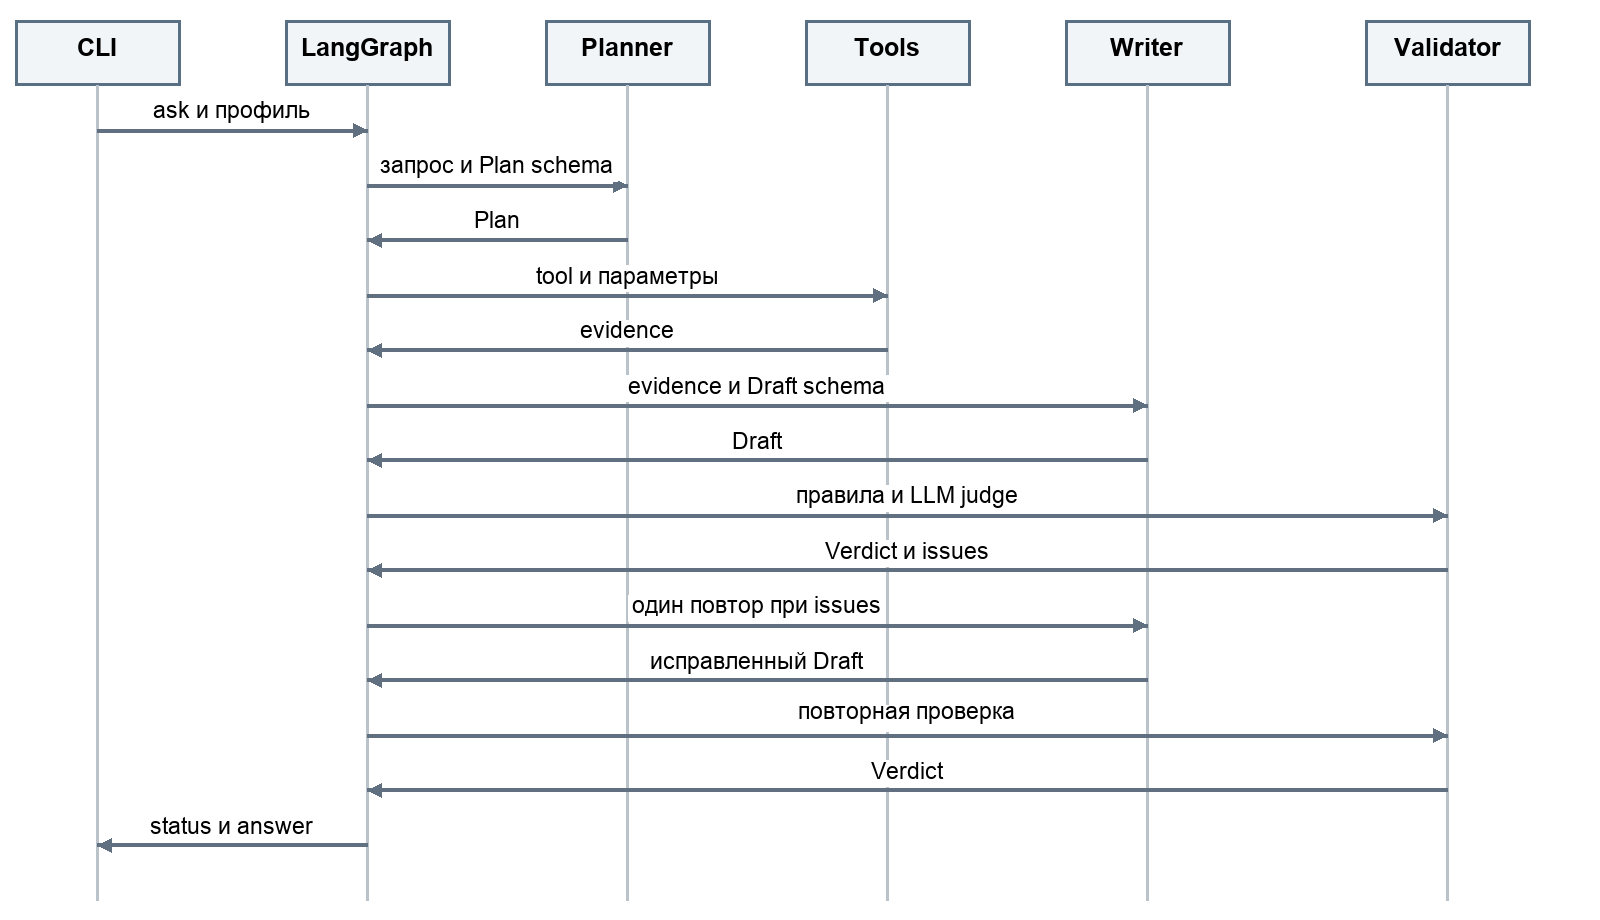 CLI
LangGraph
Planner
Tools
Writer
Validator
ask и профиль
запрос и Plan schema
Plan
tool и параметры
evidence
evidence и Draft schema
Draft
правила и LLM judge
Verdict и issues
один повтор при issues
исправленный Draft
повторная проверка
Verdict
status и answer